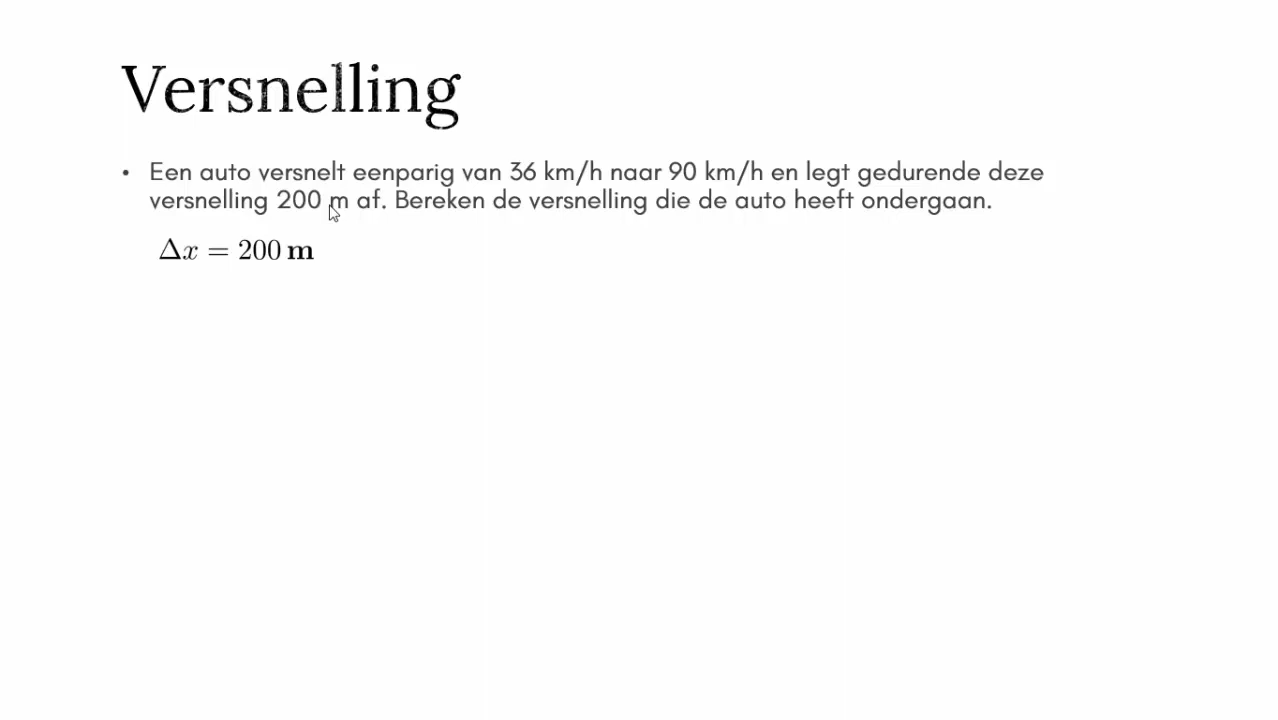 Versnelling
• Een auto versnelt eenparig van 36 km/h naar 90 km/h en legt gedurende deze
versnelling 200 m af. Bereken de versnelling die de auto heeft ondergaan.
Δx = 200 m